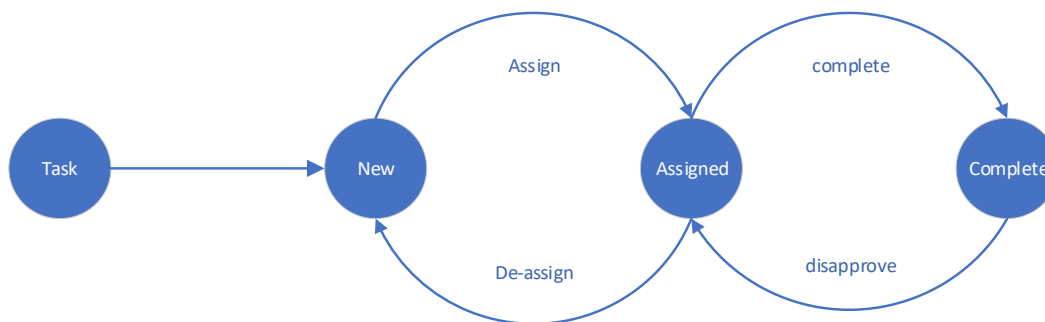 Assign
complete
Task
New
Assigned
Complete
De-assign
disapprove